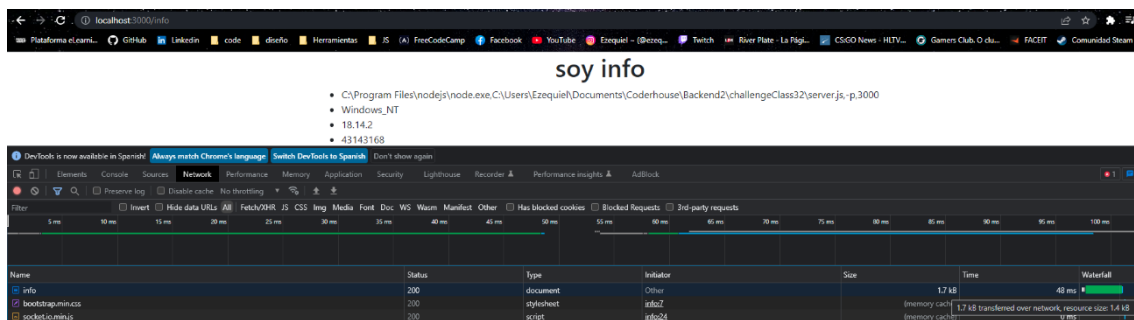 localhost:3000/info
Plataforma eLearni... GitHub Linkedin code diseño Herramientas JS (A) FreeCodeCamp Facebook YouTube Ezequiel ~ (@ezeq... Twitch River Plate - La Pági... CS:GO News - HLTV... Gamers Club. O clu... FACEIT Comunidad Steam
soy info
C:\Program Files\nodejs\node.exe,C:\Users\Ezequiel\Documents\Coderhouse\Backend2\challengeClass32\server.js,-p,3000
Windows_NT
18.14.2
43143168
DevTools is now available in Spanish! Always match Chrome's language Switch DevTools to Spanish Don't show again
Elements Console Sources Network Performance Memory Application Security Lighthouse Recorder Performance insights AdBlock 1
Preserve log Disable cache No throttling
Filter Invert Hide data URLs All Fetch/XHR JS CSS Img Media Font Doc WS Wasm Manifest Other Has blocked cookies Blocked Requests 3rd-party requests
5 ms 10 ms 15 ms 20 ms 25 ms 30 ms 35 ms 40 ms 45 ms 50 ms 55 ms 60 ms 65 ms 70 ms 75 ms 80 ms 85 ms 90 ms 95 ms 100 ms
Name Status Type Initiator Size Time Waterfall
info 200 document Other 1.7 kB 48 ms
bootstrap.min.css 200 stylesheet info:7 (memory cache)
1.7 kB transferred over network, resource size: 1.4 kB
socket.io.min.js 200 script info:24 (memory cache) 0 ms